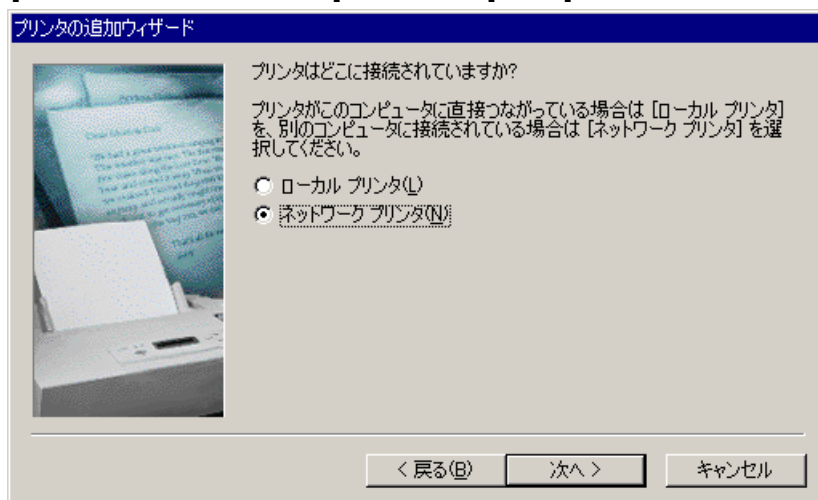 プリンタの追加ウィザード
プリンタはどこに接続されていますか?
プリンタがこのコンピュータに直接つながっている場合は [ローカル プリンタ]
を、別のコンピュータに接続されている場合は [ネットワーク プリンタ] を選
択してください。
ローカル プリンタ(L)
ネットワーク プリンタ(N)
< 戻る(B)
次へ >
キャンセル